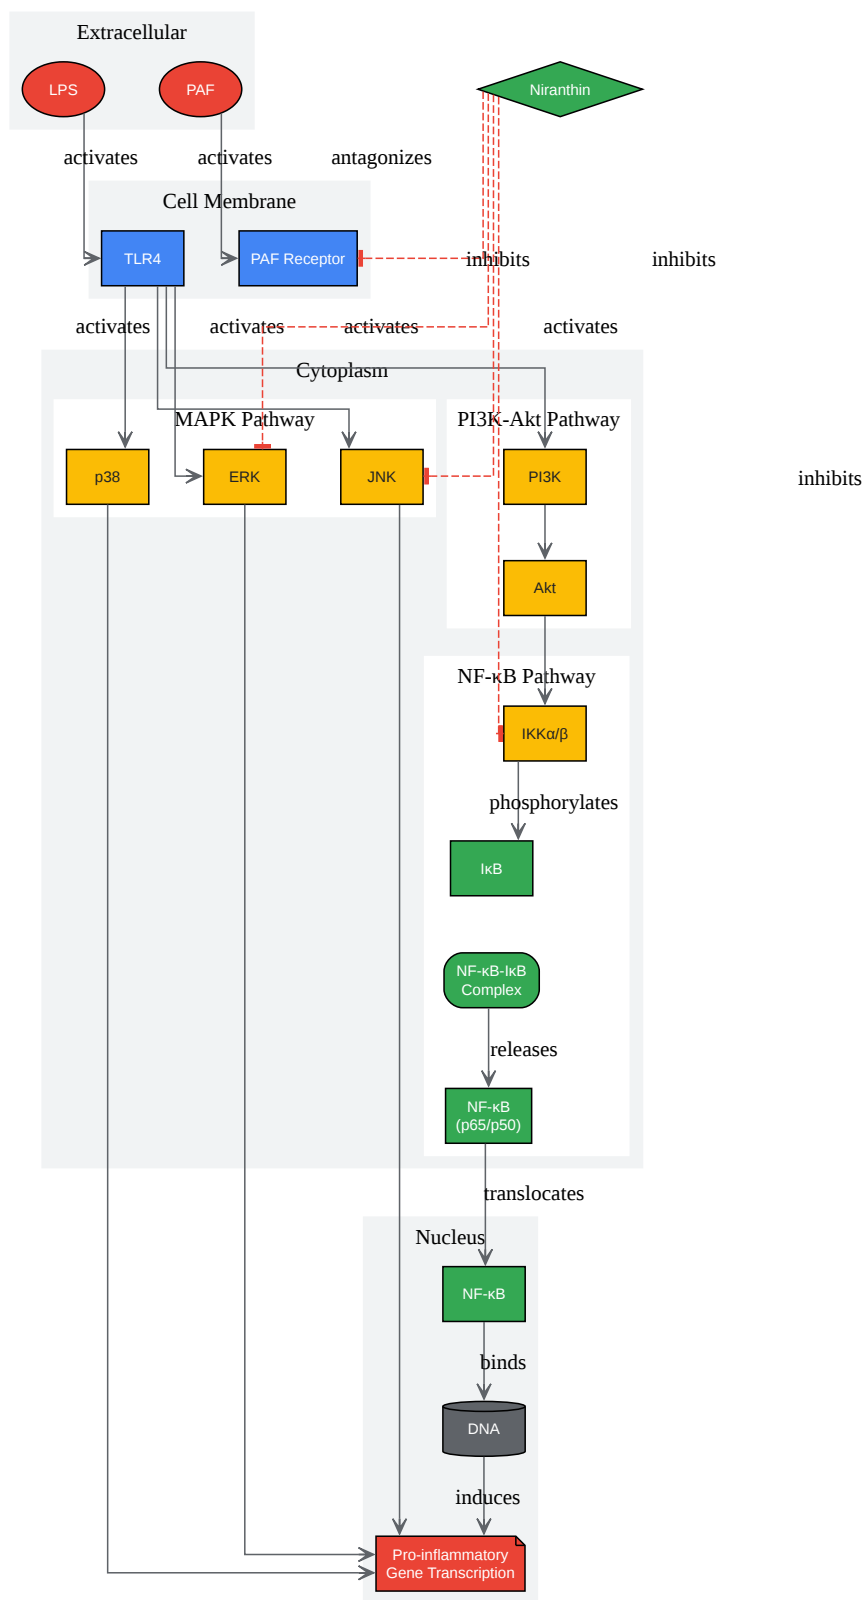 Extracellular
LPS
PAF
Niranthin
activates
activates
antagonizes
Cell Membrane
TLR4
PAF Receptor
inhibits
inhibits
activates
activates
activates
activates
Cytoplasm
MAPK Pathway
PI3K-Akt Pathway
p38
ERK
JNK
PI3K
inhibits
Akt
NF-κB Pathway
IKKα/β
phosphorylates
IκB
NF-κB-IκB
Complex
releases
NF-κB
(p65/p50)
translocates
Nucleus
NF-κB
binds
DNA
induces
Pro-inflammatory
Gene Transcription